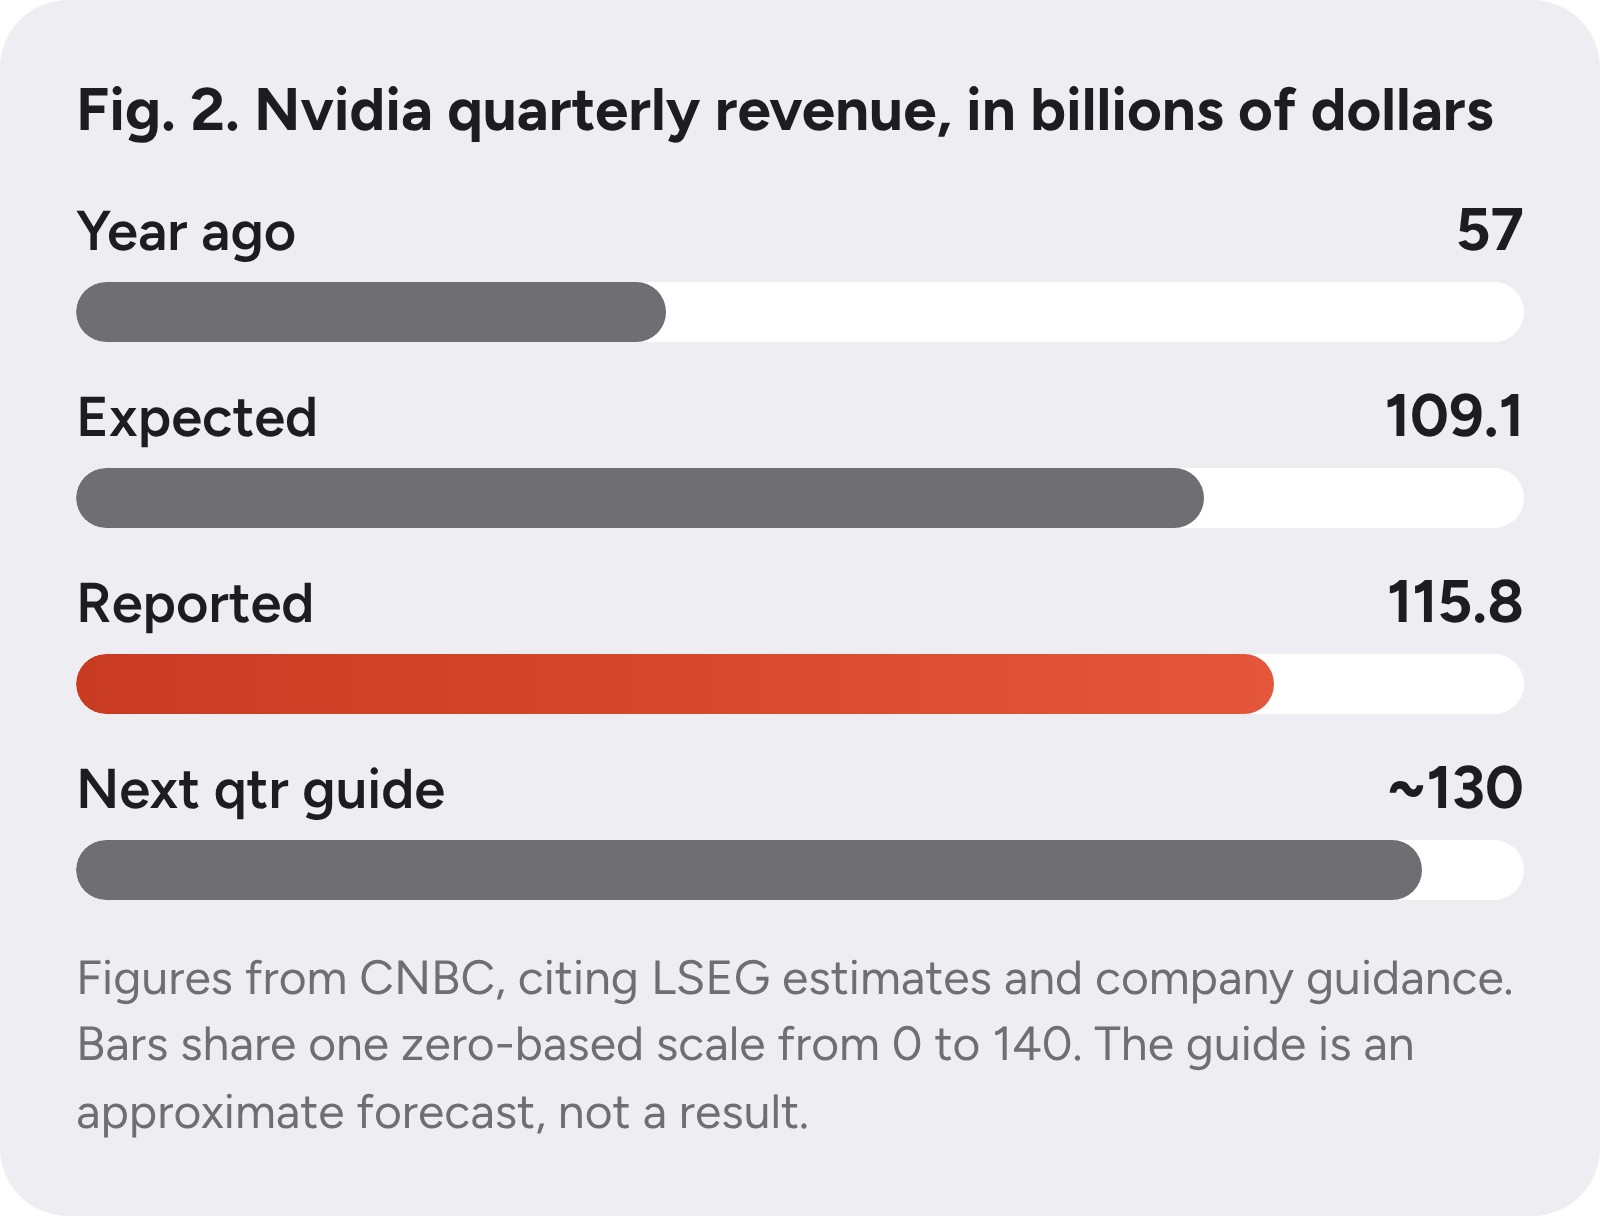 Fig. 2. Nvidia quarterly revenue, in billions of dollars
Year ago 57
Expected 109.1
Reported 115.8
Next qtr guide ~130
Figures from CNBC, citing LSEG estimates and company guidance.
Bars share one zero-based scale from 0 to 140. The guide is an
approximate forecast, not a result.